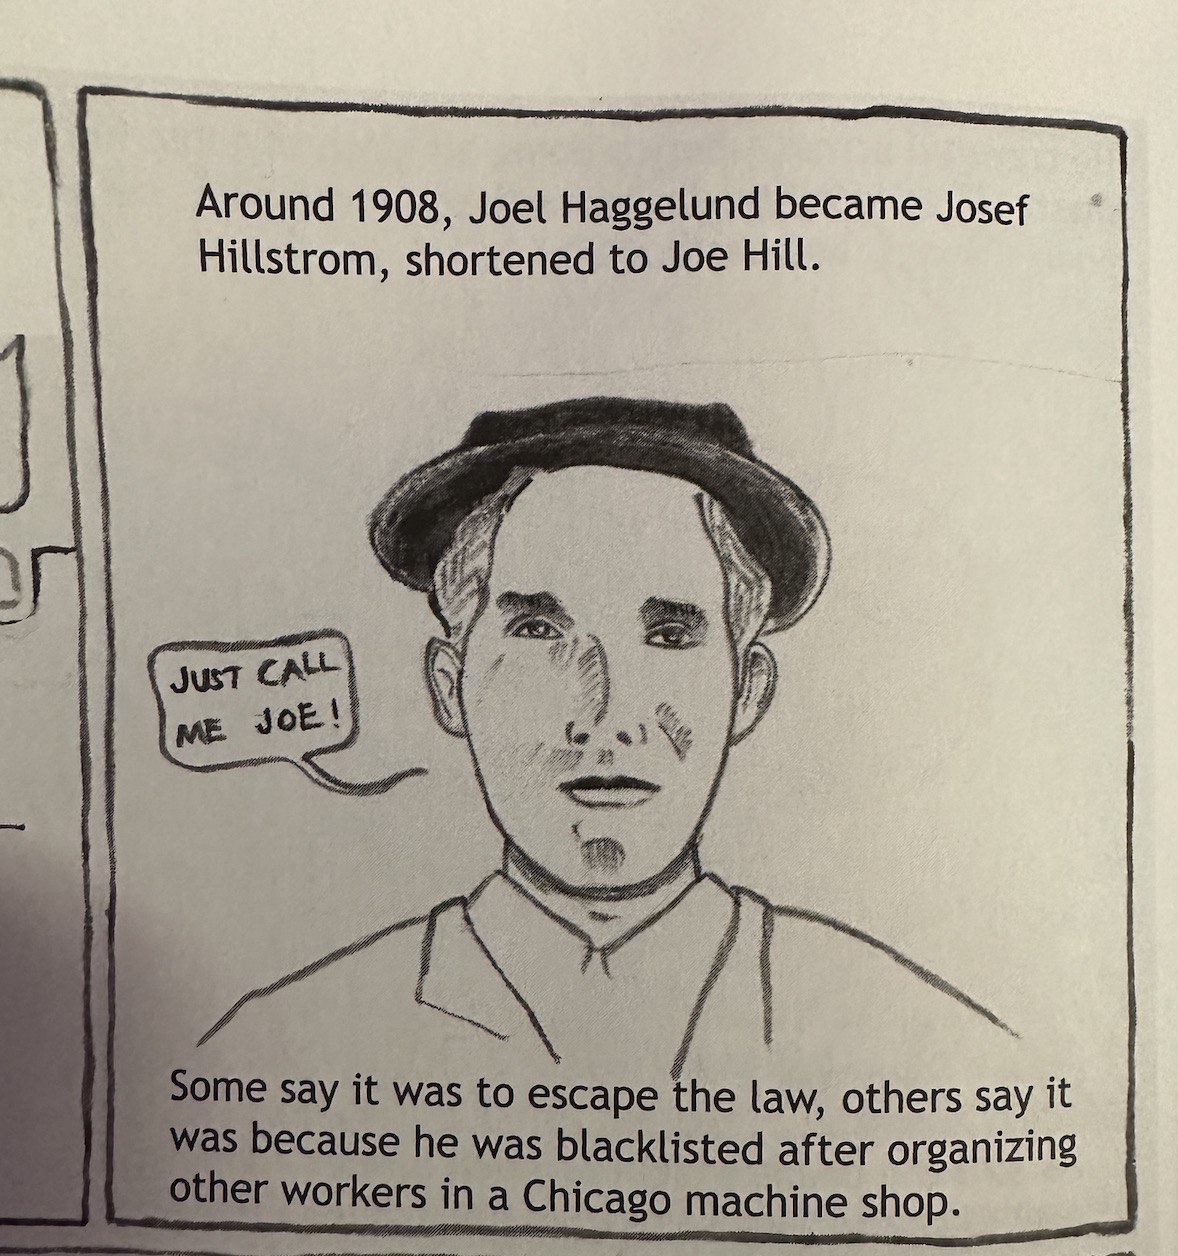 Around 1908, Joel Haggelund became Josef
Hillstrom, shortened to Joe Hill.
JUST CALL
ME JOE!
Some say it was to escape the law, others say it
was because he was blacklisted after organizing
other workers in a Chicago machine shop.